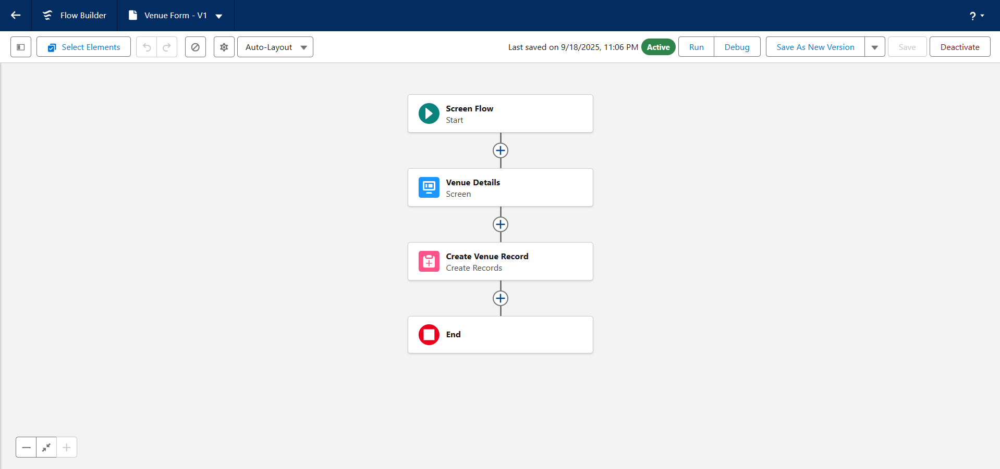 Flow Builder
Venue Form - V1
?
Select Elements
Auto-Layout
Last saved on 9/18/2025, 11:06 PM
Active
Run
Debug
Save As New Version
Save
Deactivate
Screen Flow
Start
Venue Details
Screen
Create Venue Record
Create Records
End